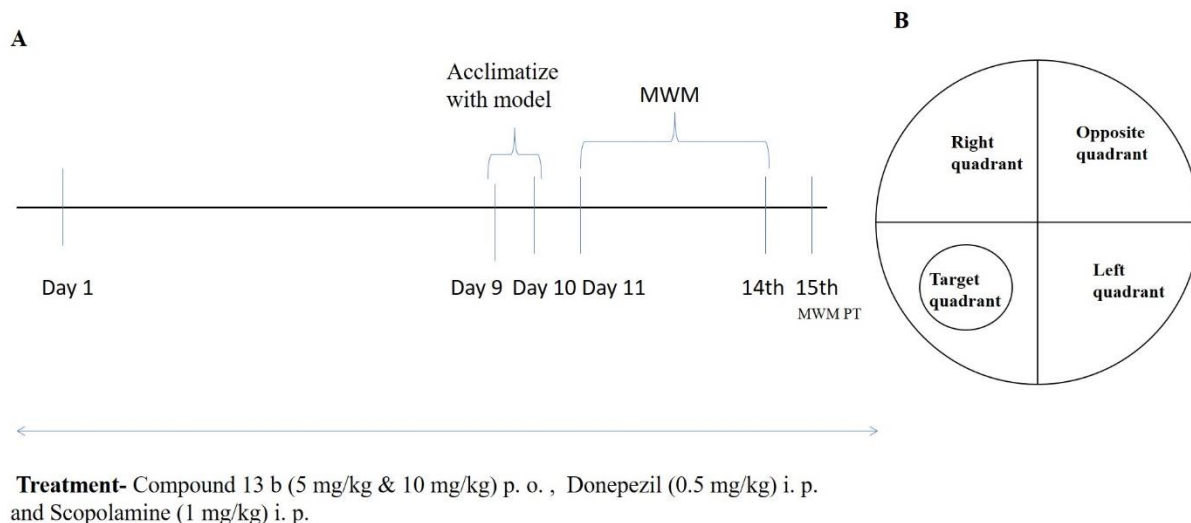 A
B
Acclimatize
with model
MWM
Day 1
Day 9
Day 10
Day 11
14th
15th
MWM PT
Right
quadrant
Opposite
quadrant
Target
quadrant
Left
quadrant
Treatment- Compound 13 b (5 mg/kg & 10 mg/kg) p. o. , Donepezil (0.5 mg/kg) i. p.
and Scopolamine (1 mg/kg) i. p.